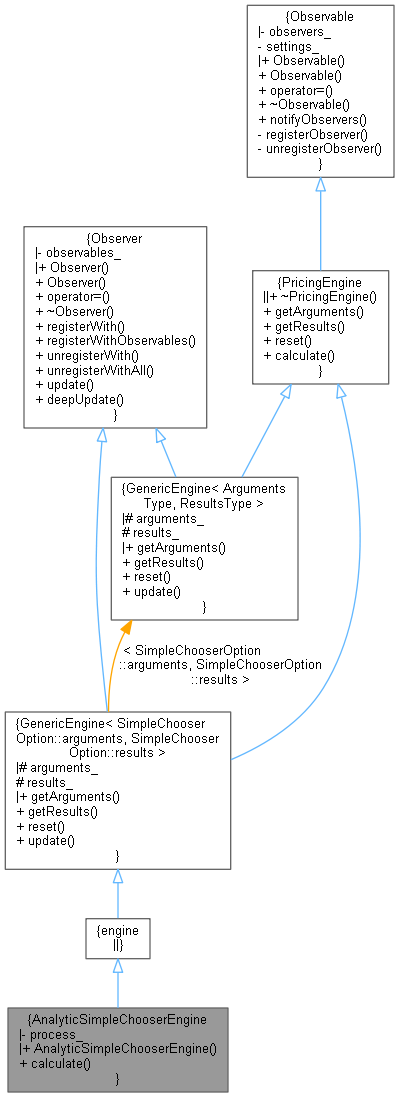 {Observable
|- observers_
- settings_
|+ Observable()
+ Observable()
+ operator=()
+ ~Observable()
+ notifyObservers()
- registerObserver()
- unregisterObserver()
}
{Observer
|- observables_
|+ Observer()
+ Observer()
+ operator=()
+ ~Observer()
+ registerWith()
+ registerWithObservables()
+ unregisterWith()
+ unregisterWithAll()
+ update()
+ deepUpdate()
}
{PricingEngine
||+ ~PricingEngine()
+ getArguments()
+ getResults()
+ reset()
+ calculate()
}
{GenericEngine< Arguments
Type, ResultsType >
|# arguments_
# results_
|+ getArguments()
+ getResults()
+ reset()
+ update()
}
< SimpleChooserOption
::arguments, SimpleChooserOption
::results >
{GenericEngine< SimpleChooser
Option::arguments, SimpleChooser
Option::results >
|# arguments_
# results_
|+ getArguments()
+ getResults()
+ reset()
+ update()
}
{engine
||}
{AnalyticSimpleChooserEngine
|- process_
|+ AnalyticSimpleChooserEngine()
+ calculate()
}